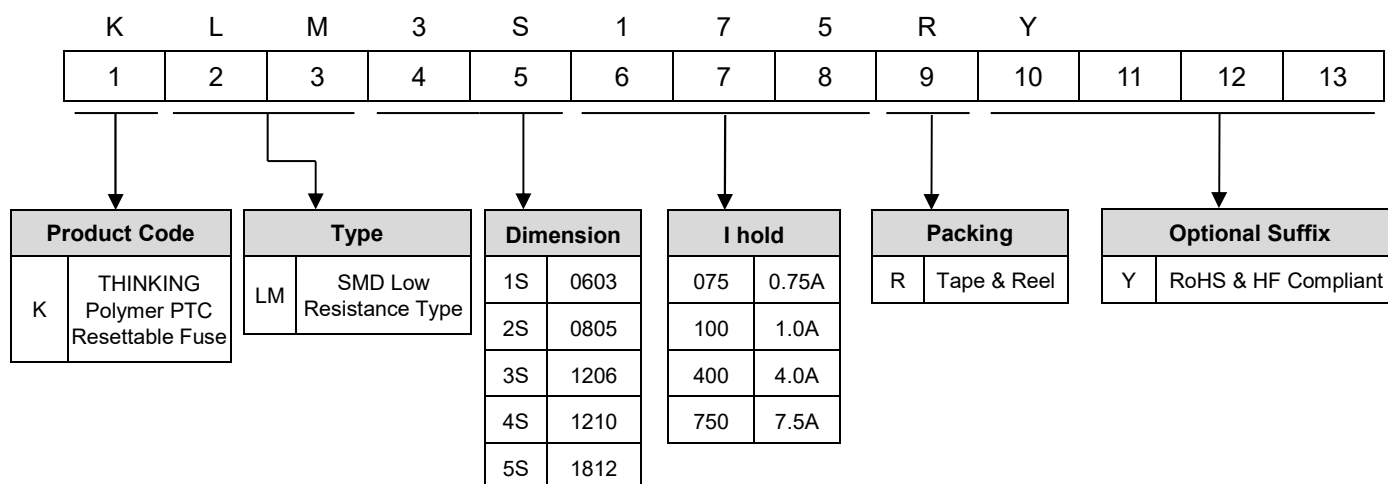 K L M 3 S 1 7 5 R Y
1 2 3 4 5 6 7 8 9 10 11 12 13
Product Code
K THINKING
Polymer PTC
Resettable Fuse
Type
LM SMD Low
Resistance Type
Dimension
1S 0603
2S 0805
3S 1206
4S 1210
5S 1812
I hold
075 0.75A
100 1.0A
400 4.0A
750 7.5A
Packing
R Tape & Reel
Optional Suffix
Y RoHS & HF Compliant